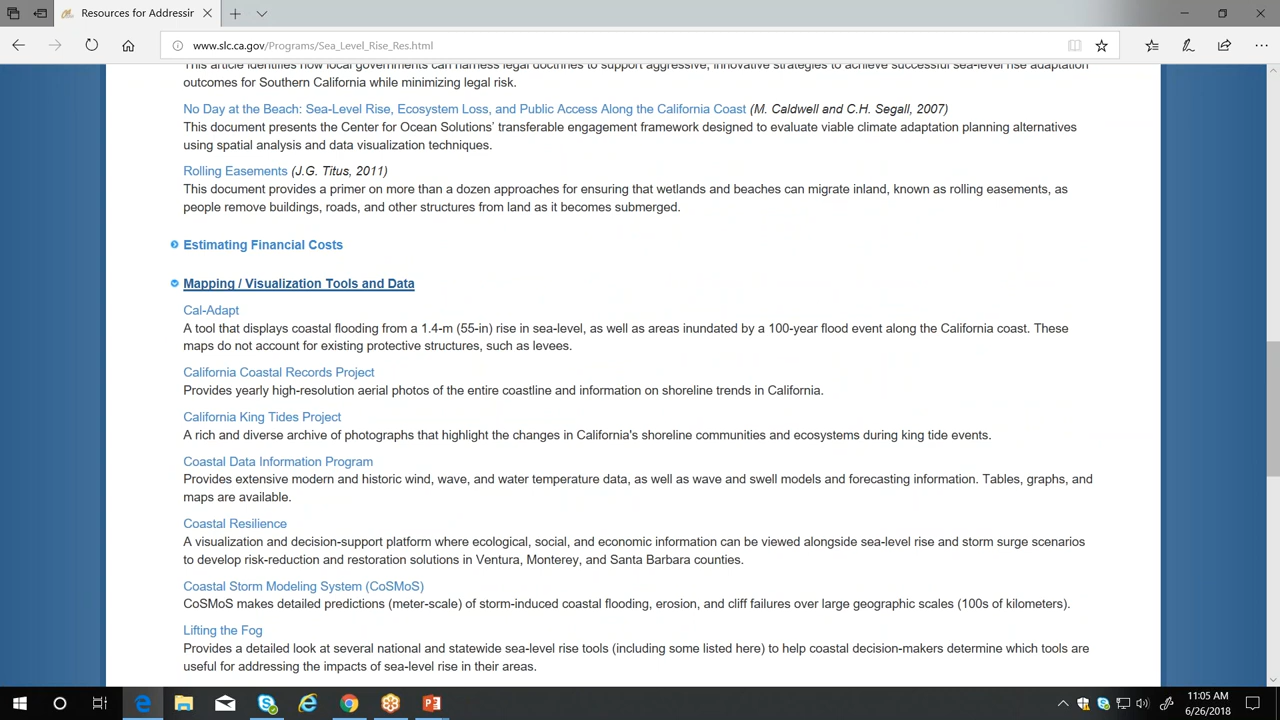 Resources for Addressir
www.slc.ca.gov/Programs/Sea_Level_Rise_Res.html
This article identifies how local governments can harness legal doctrines to support aggressive, innovative strategies to achieve successful sea-level rise adaptation
outcomes for Southern California while minimizing legal risk.
No Day at the Beach: Sea-Level Rise, Ecosystem Loss, and Public Access Along the California Coast (M. Caldwell and C.H. Segall, 2007)
This document presents the Center for Ocean Solutions' transferable engagement framework designed to evaluate viable climate adaptation planning alternatives
using spatial analysis and data visualization techniques.
Rolling Easements (J.G. Titus, 2011)
This document provides a primer on more than a dozen approaches for ensuring that wetlands and beaches can migrate inland, known as rolling easements, as
people remove buildings, roads, and other structures from land as it becomes submerged.
Estimating Financial Costs
Mapping / Visualization Tools and Data
Cal-Adapt
A tool that displays coastal flooding from a 1.4-m (55-in) rise in sea-level, as well as areas inundated by a 100-year flood event along the California coast. These
maps do not account for existing protective structures, such as levees.
California Coastal Records Project
Provides yearly high-resolution aerial photos of the entire coastline and information on shoreline trends in California.
California King Tides Project
A rich and diverse archive of photographs that highlight the changes in California's shoreline communities and ecosystems during king tide events.
Coastal Data Information Program
Provides extensive modern and historic wind, wave, and water temperature data, as well as wave and swell models and forecasting information. Tables, graphs, and
maps are available.
Coastal Resilience
A visualization and decision-support platform where ecological, social, and economic information can be viewed alongside sea-level rise and storm surge scenarios
to develop risk-reduction and restoration solutions in Ventura, Monterey, and Santa Barbara counties.
Coastal Storm Modeling System (CoSMoS)
CoSMoS makes detailed predictions (meter-scale) of storm-induced coastal flooding, erosion, and cliff failures over large geographic scales (100s of kilometers).
Lifting the Fog
Provides a detailed look at several national and statewide sea-level rise tools (including some listed here) to help coastal decision-makers determine which tools are
useful for addressing the impacts of sea-level rise in their areas.
11:05 AM
6/26/2018